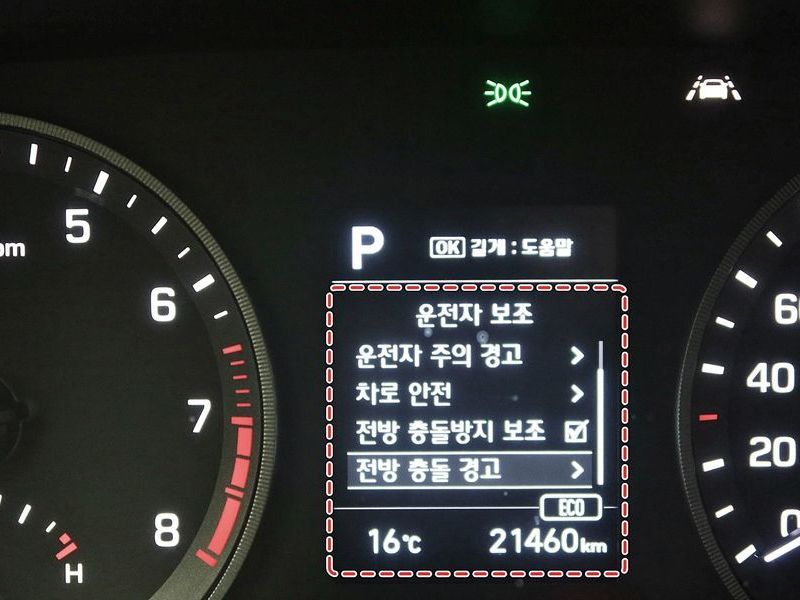 P
OK 길게 : 도움말
운전자 보조
운전자 주의 경고 >
차로 안전 >
전방 충돌방지 보조 ☑
전방 충돌 경고 >
ECO
16℃ 21460km
5
6
7
8
H
60
40
20
0